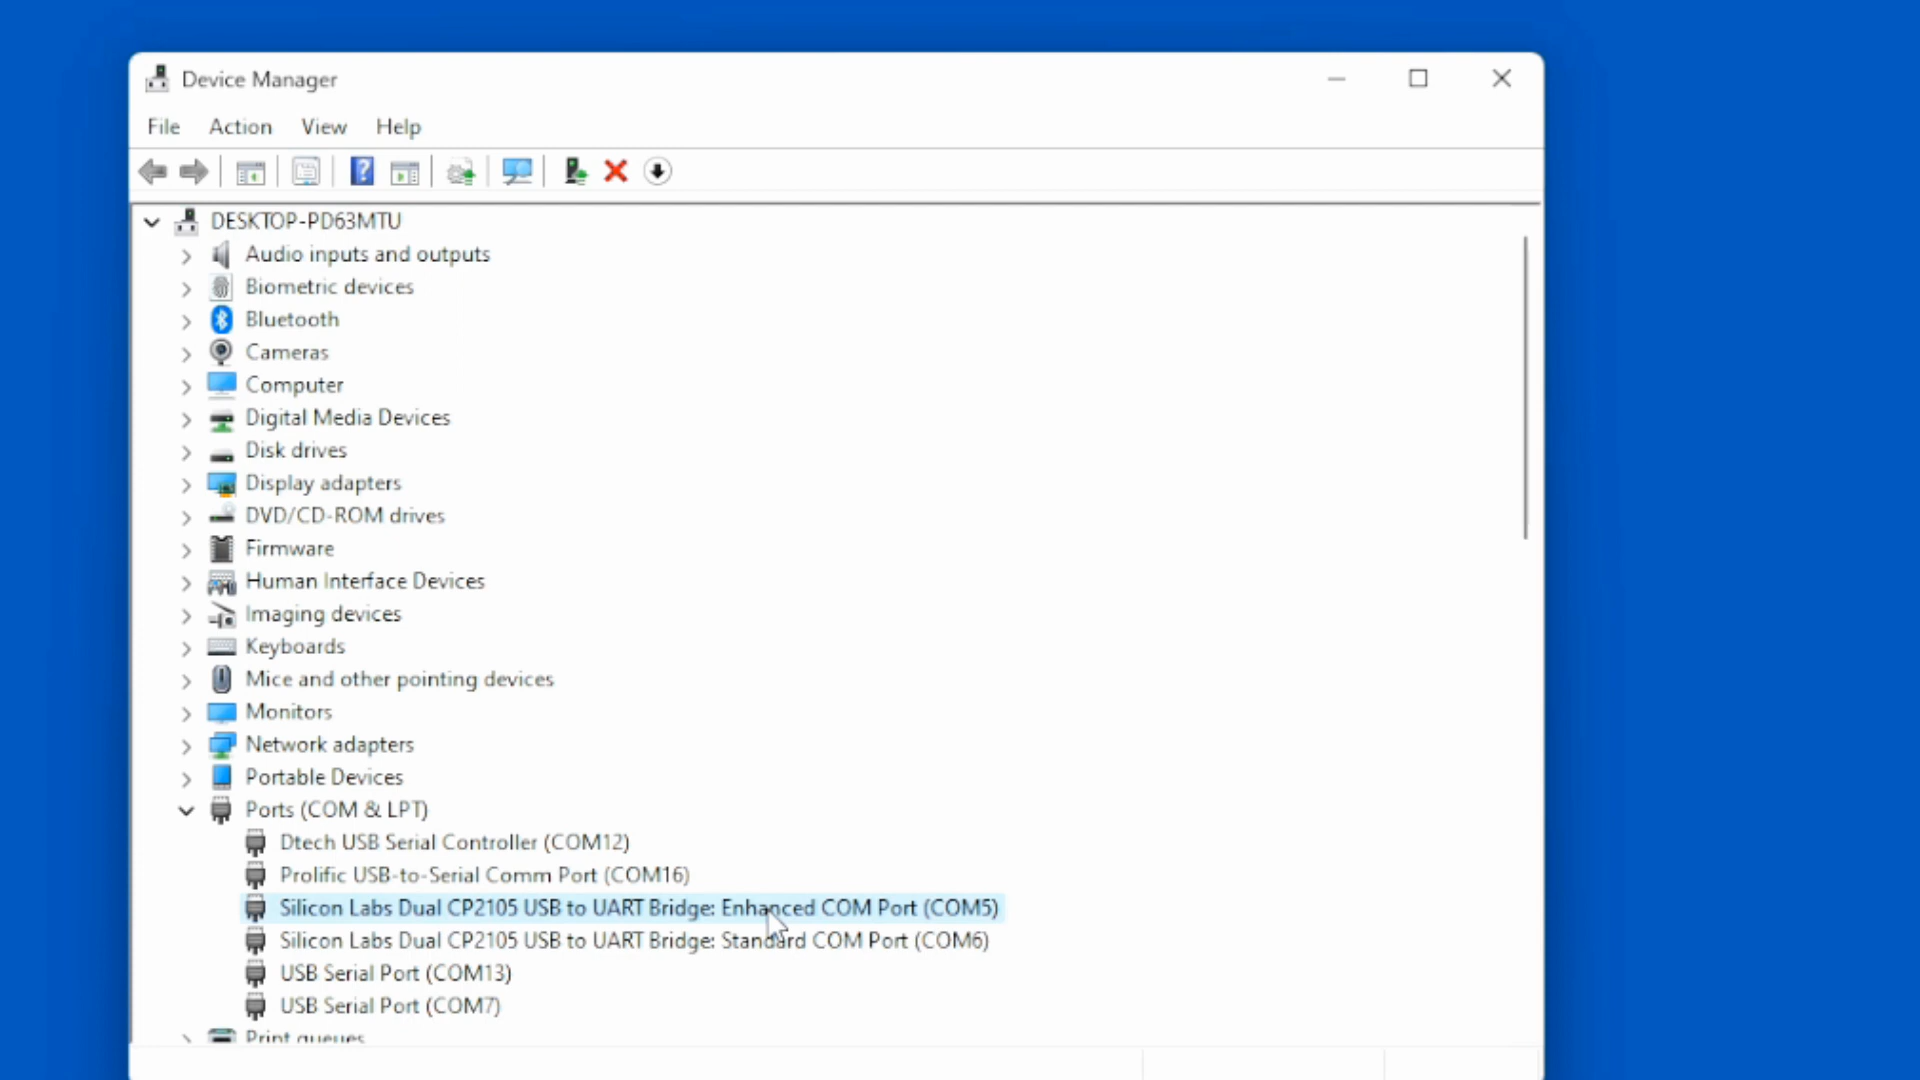 Device Manager
File Action View Help
DESKTOP-PD63MTU
Audio inputs and outputs
Biometric devices
Bluetooth
Cameras
Computer
Digital Media Devices
Disk drives
Display adapters
DVD/CD-ROM drives
Firmware
Human Interface Devices
Imaging devices
Keyboards
Mice and other pointing devices
Monitors
Network adapters
Portable Devices
Ports (COM & LPT)
Dtech USB Serial Controller (COM12)
Prolific USB-to-Serial Comm Port (COM16)
Silicon Labs Dual CP2105 USB to UART Bridge: Enhanced COM Port (COM5)
Silicon Labs Dual CP2105 USB to UART Bridge: Standard COM Port (COM6)
USB Serial Port (COM13)
USB Serial Port (COM7)
Print queues